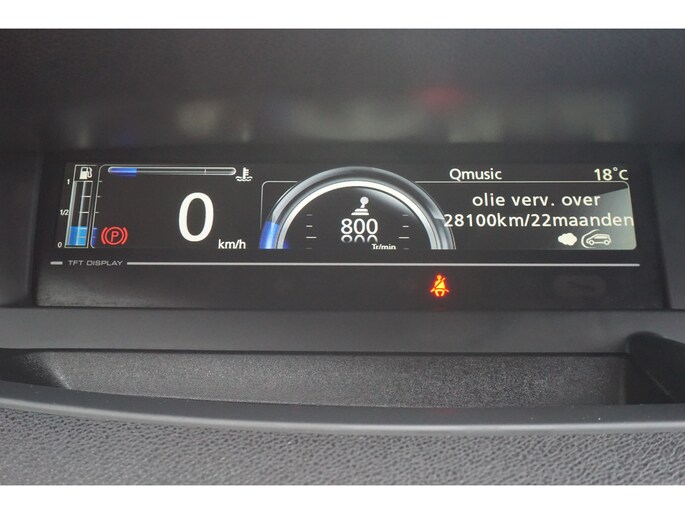 Qmusic 18°C
1
1/2
0
(P)
0
km/h
800
Tr/min
olie verv. over
28100km/22maanden
TFT DISPLAY